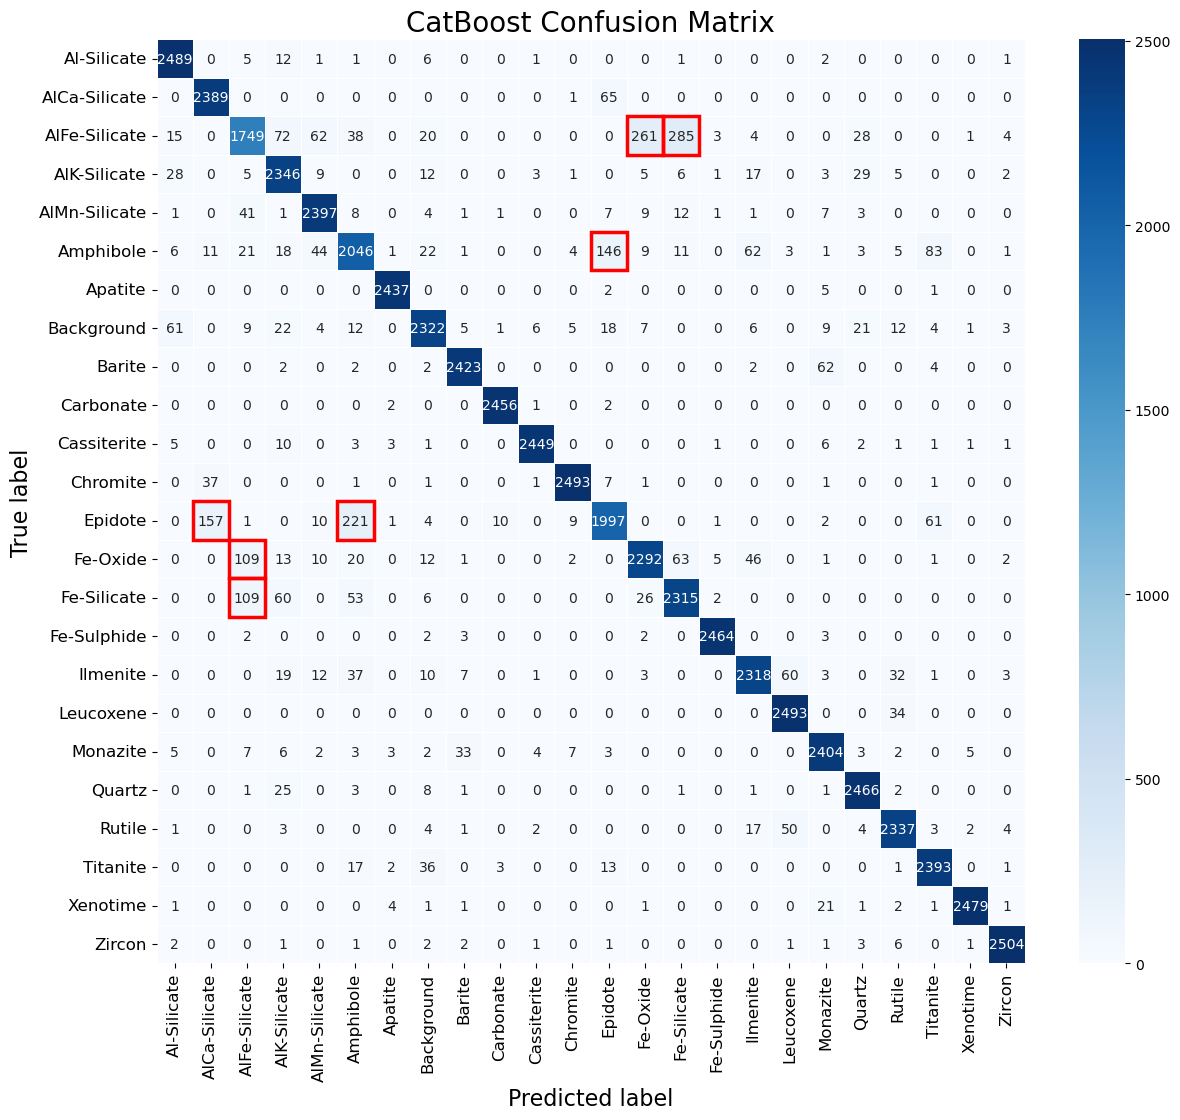 CatBoost Confusion Matrix
Al-Silicate 2489 0 5 12 1 1 6 0 0 1 0 0 0 1 0 0 0 2 0 0 0 0 1
AlCa-Silicate 0 2389 0 0 0 0 0 0 0 0 1 65 0 0 0 0 0 0 0 0 0 0 0
AlFe-Silicate 15 0 1749 72 62 38 0 20 0 0 0 0 0 261 285 3 4 0 0 28 0 0 1 4
AlK-Silicate 28 0 5 2346 9 0 0 12 0 0 3 1 0 5 6 1 17 0 3 29 5 0 0 2
AlMn-Silicate 1 0 41 1 2397 8 0 4 1 1 0 0 7 9 12 1 1 0 7 3 0 0 0 0
Amphibole 6 11 21 18 44 2046 1 22 1 0 0 4 146 9 11 0 62 3 1 3 5 83 0 1
Apatite 0 0 0 0 0 0 2437 0 0 0 0 0 2 0 0 0 0 0 5 0 0 1 0 0
Background 61 0 9 22 4 12 0 2322 5 1 6 5 18 7 0 0 6 0 9 21 12 4 1 3
Barite 0 0 0 2 0 2 0 2 2423 0 0 0 0 0 0 0 2 0 62 0 0 4 0 0
Carbonate 0 0 0 0 0 0 2 0 0 2456 1 0 2 0 0 0 0 0 0 0 0 0 0 0
Cassiterite 5 0 0 10 0 3 3 1 0 0 2449 0 0 0 1 0 0 0 6 2 1 1 1 1
Chromite 0 37 0 0 0 1 0 1 0 0 1 2493 7 1 0 0 0 0 1 0 0 1 0 0
Epidote 0 157 1 0 10 221 1 4 0 10 0 9 1997 0 0 1 0 0 2 0 0 61 0 0
Fe-Oxide 0 0 109 13 10 20 0 12 1 0 0 2 0 2292 63 5 46 0 1 0 0 1 0 2
Fe-Silicate 0 0 109 60 0 53 0 6 0 0 0 0 0 26 2315 2 0 0 0 0 0 0 0 0
Fe-Sulphide 0 0 2 0 0 0 0 2 3 0 0 0 0 2 0 2464 0 0 3 0 0 0 0 0
Ilmenite 0 0 0 19 12 37 0 10 7 0 1 0 0 3 0 0 2318 60 3 0 32 1 0 3
Leucoxene 0 0 0 0 0 0 0 0 0 0 0 0 0 0 0 0 0 2493 0 0 34 0 0 0
Monazite 5 0 7 6 2 3 3 2 33 0 4 7 3 0 0 0 0 0 2404 3 2 0 5 0
Quartz 0 0 1 25 0 3 0 8 1 0 0 0 0 0 1 0 1 0 1 2466 2 0 0 0
Rutile 1 0 0 3 0 0 0 4 1 0 2 0 0 0 0 0 17 50 0 4 2337 3 2 4
Titanite 0 0 0 0 0 17 2 36 0 3 0 0 13 0 0 0 0 0 0 0 1 2393 0 1
Xenotime 1 0 0 0 0 0 4 1 1 0 0 0 0 1 0 0 0 0 21 1 2 1 2479 1
Zircon 2 0 0 1 0 1 0 2 2 0 1 0 1 0 0 0 0 1 1 3 6 0 1 2504
True label
Al-Silicate
AlCa-Silicate
AlFe-Silicate
AlK-Silicate
AlMn-Silicate
Amphibole
Apatite
Background
Barite
Carbonate
Cassiterite
Chromite
Epidote
Fe-Oxide
Fe-Silicate
Fe-Sulphide
Ilmenite
Leucoxene
Monazite
Quartz
Rutile
Titanite
Xenotime
Zircon
Predicted label
2500
2000
1500
1000
500
0